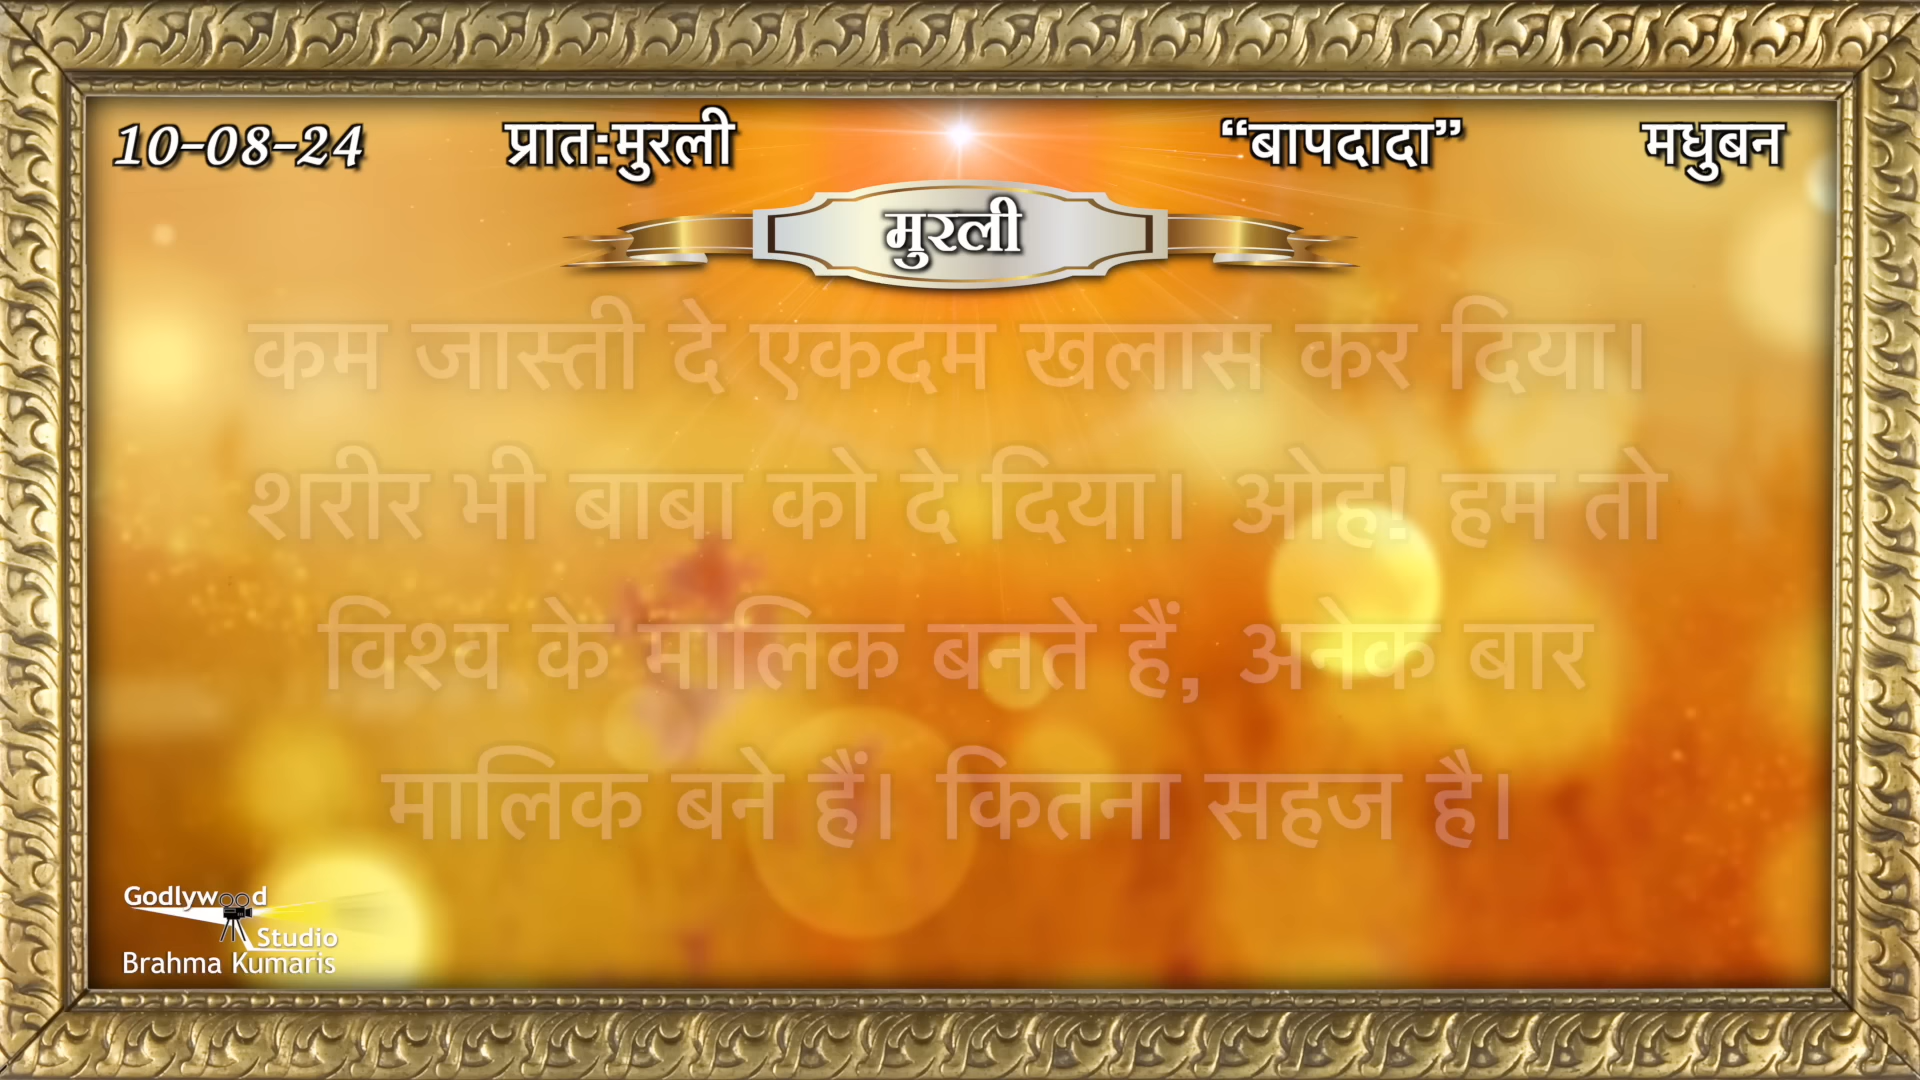 10-08-24 प्रात:मुरली “बापदादा” मधुबन
मुरली
कम जास्ती दे एकदम खलास कर दिया।
शरीर भी बाबा को दे दिया। ओह! हम तो
विश्व के मालिक बनते हैं, अनेक बार
मालिक बने हैं। कितना सहज है।
Godlywood
Studio
Brahma Kumaris